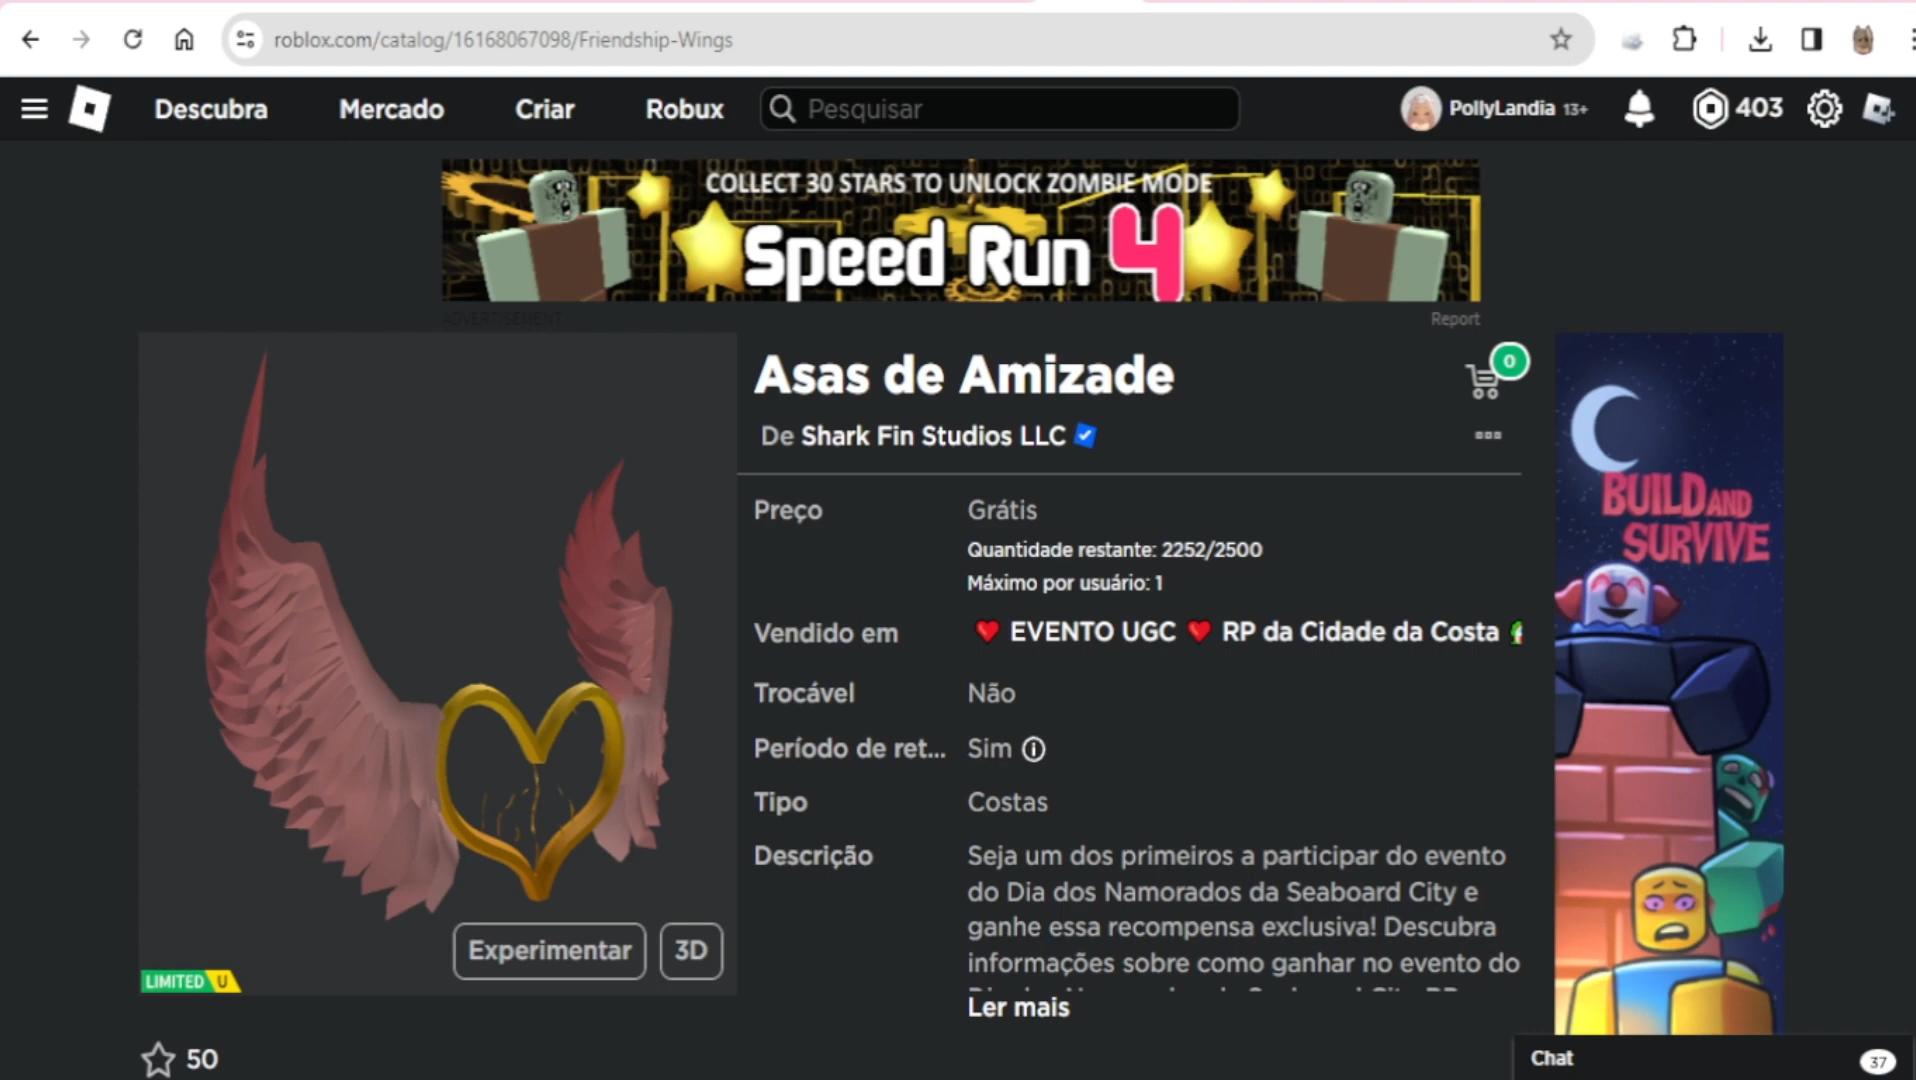 roblox.com/catalog/16168067098/Friendship-Wings
Descubra
Mercado
Criar
Robux
Pesquisar
PollyLandia 13+
403
COLLECT 30 STARS TO UNLOCK ZOMBIE MODE
Speed Run 4
ADVERTISEMENT
Report
Asas de Amizade
0
De Shark Fin Studios LLC
Preço
Grátis
Quantidade restante: 2252/2500
Máximo por usuário: 1
Vendido em
EVENTO UGC
RP da Cidade da Costa
Trocável
Não
Período de ret...
Sim
Tipo
Costas
Descrição
Seja um dos primeiros a participar do evento
do Dia dos Namorados da Seaboard City e
ganhe essa recompensa exclusiva! Descubra
informações sobre como ganhar no evento do
Ler mais
Experimentar
3D
LIMITED U
50
BUILD AND
SURVIVE
Chat
37